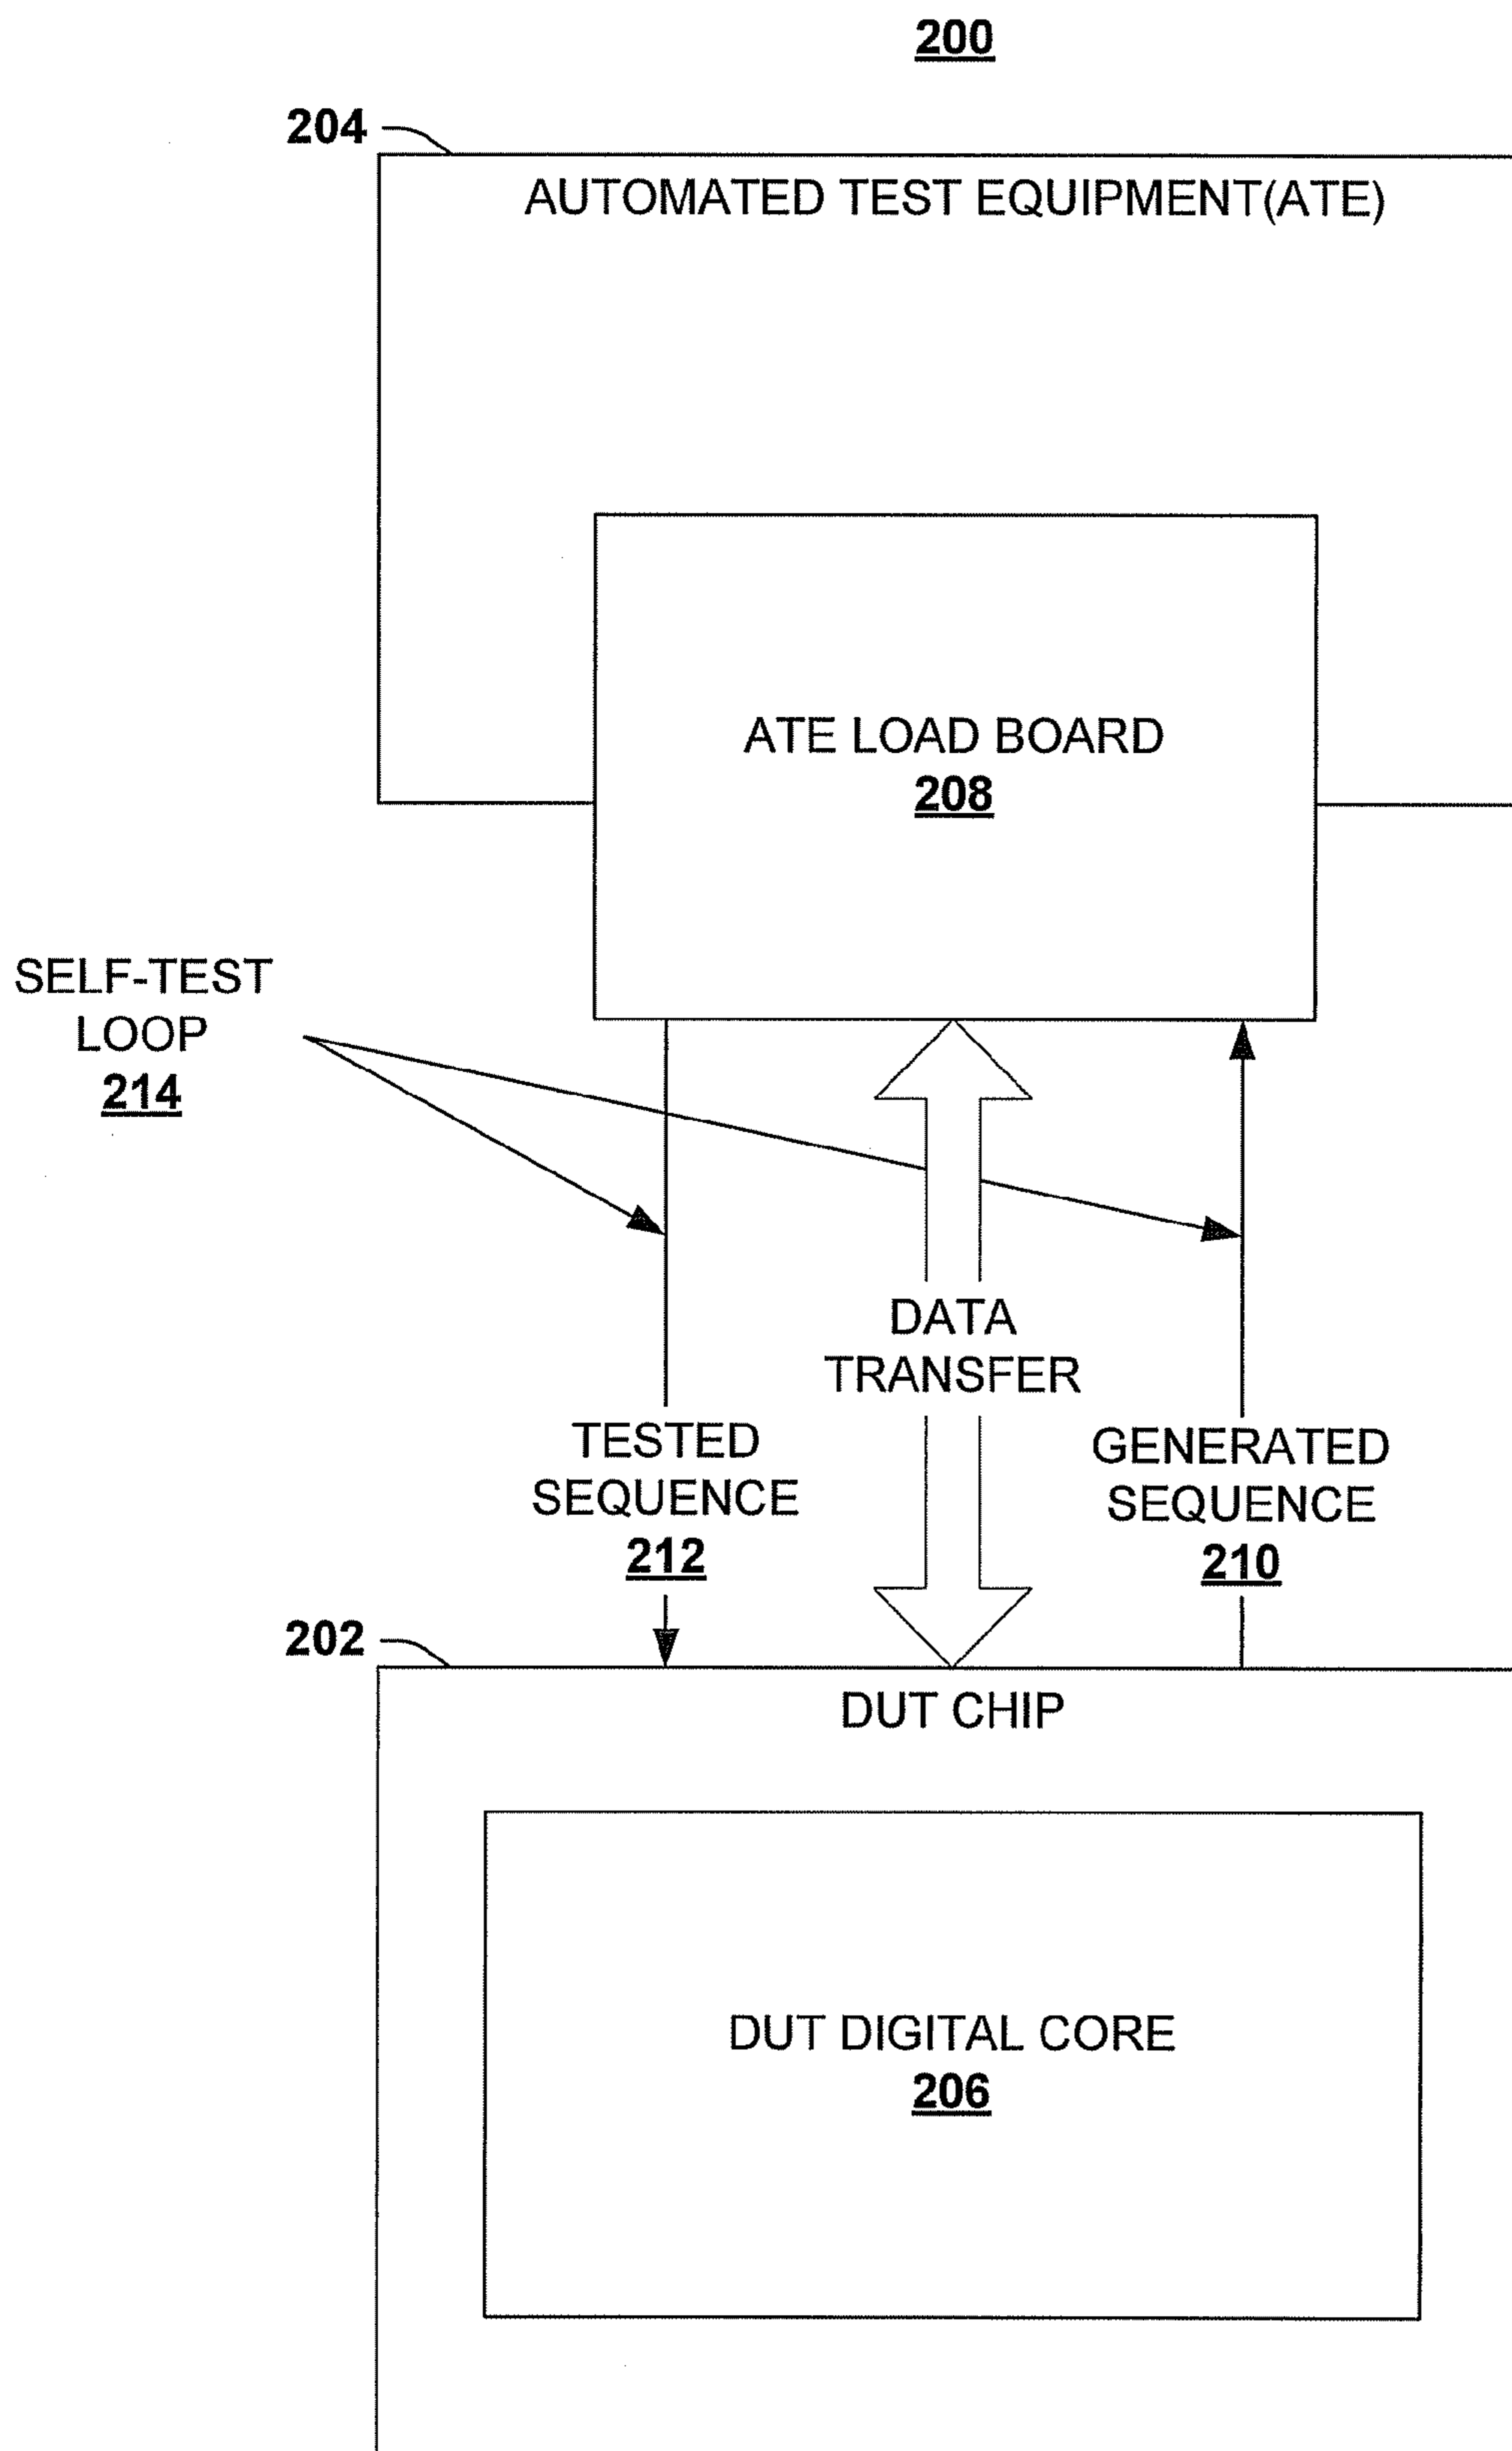 200
204
AUTOMATED TEST EQUIPMENT(ATE)
ATE LOAD BOARD
208
SELF-TEST
LOOP
214
DATA
TRANSFER
TESTED
SEQUENCE
212
GENERATED
SEQUENCE
210
202
DUT CHIP
DUT DIGITAL CORE
206